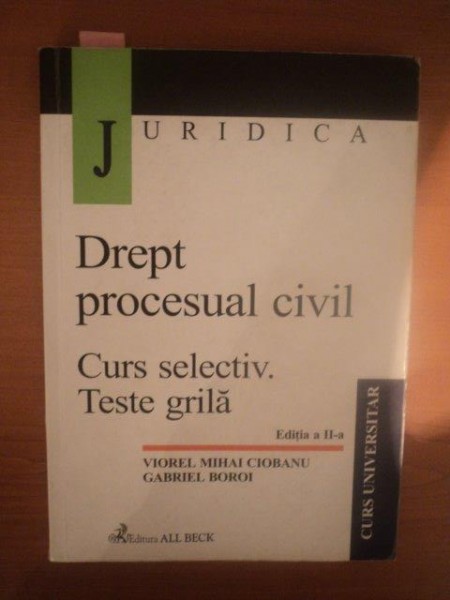 JURIDICA
Drept
procesual civil
Curs selectiv.
Teste grilă
Ediția a II-a
VIOREL MIHAI CIOBANU
GABRIEL BOROI
CURS UNIVERSITAR
Editura ALL BECK